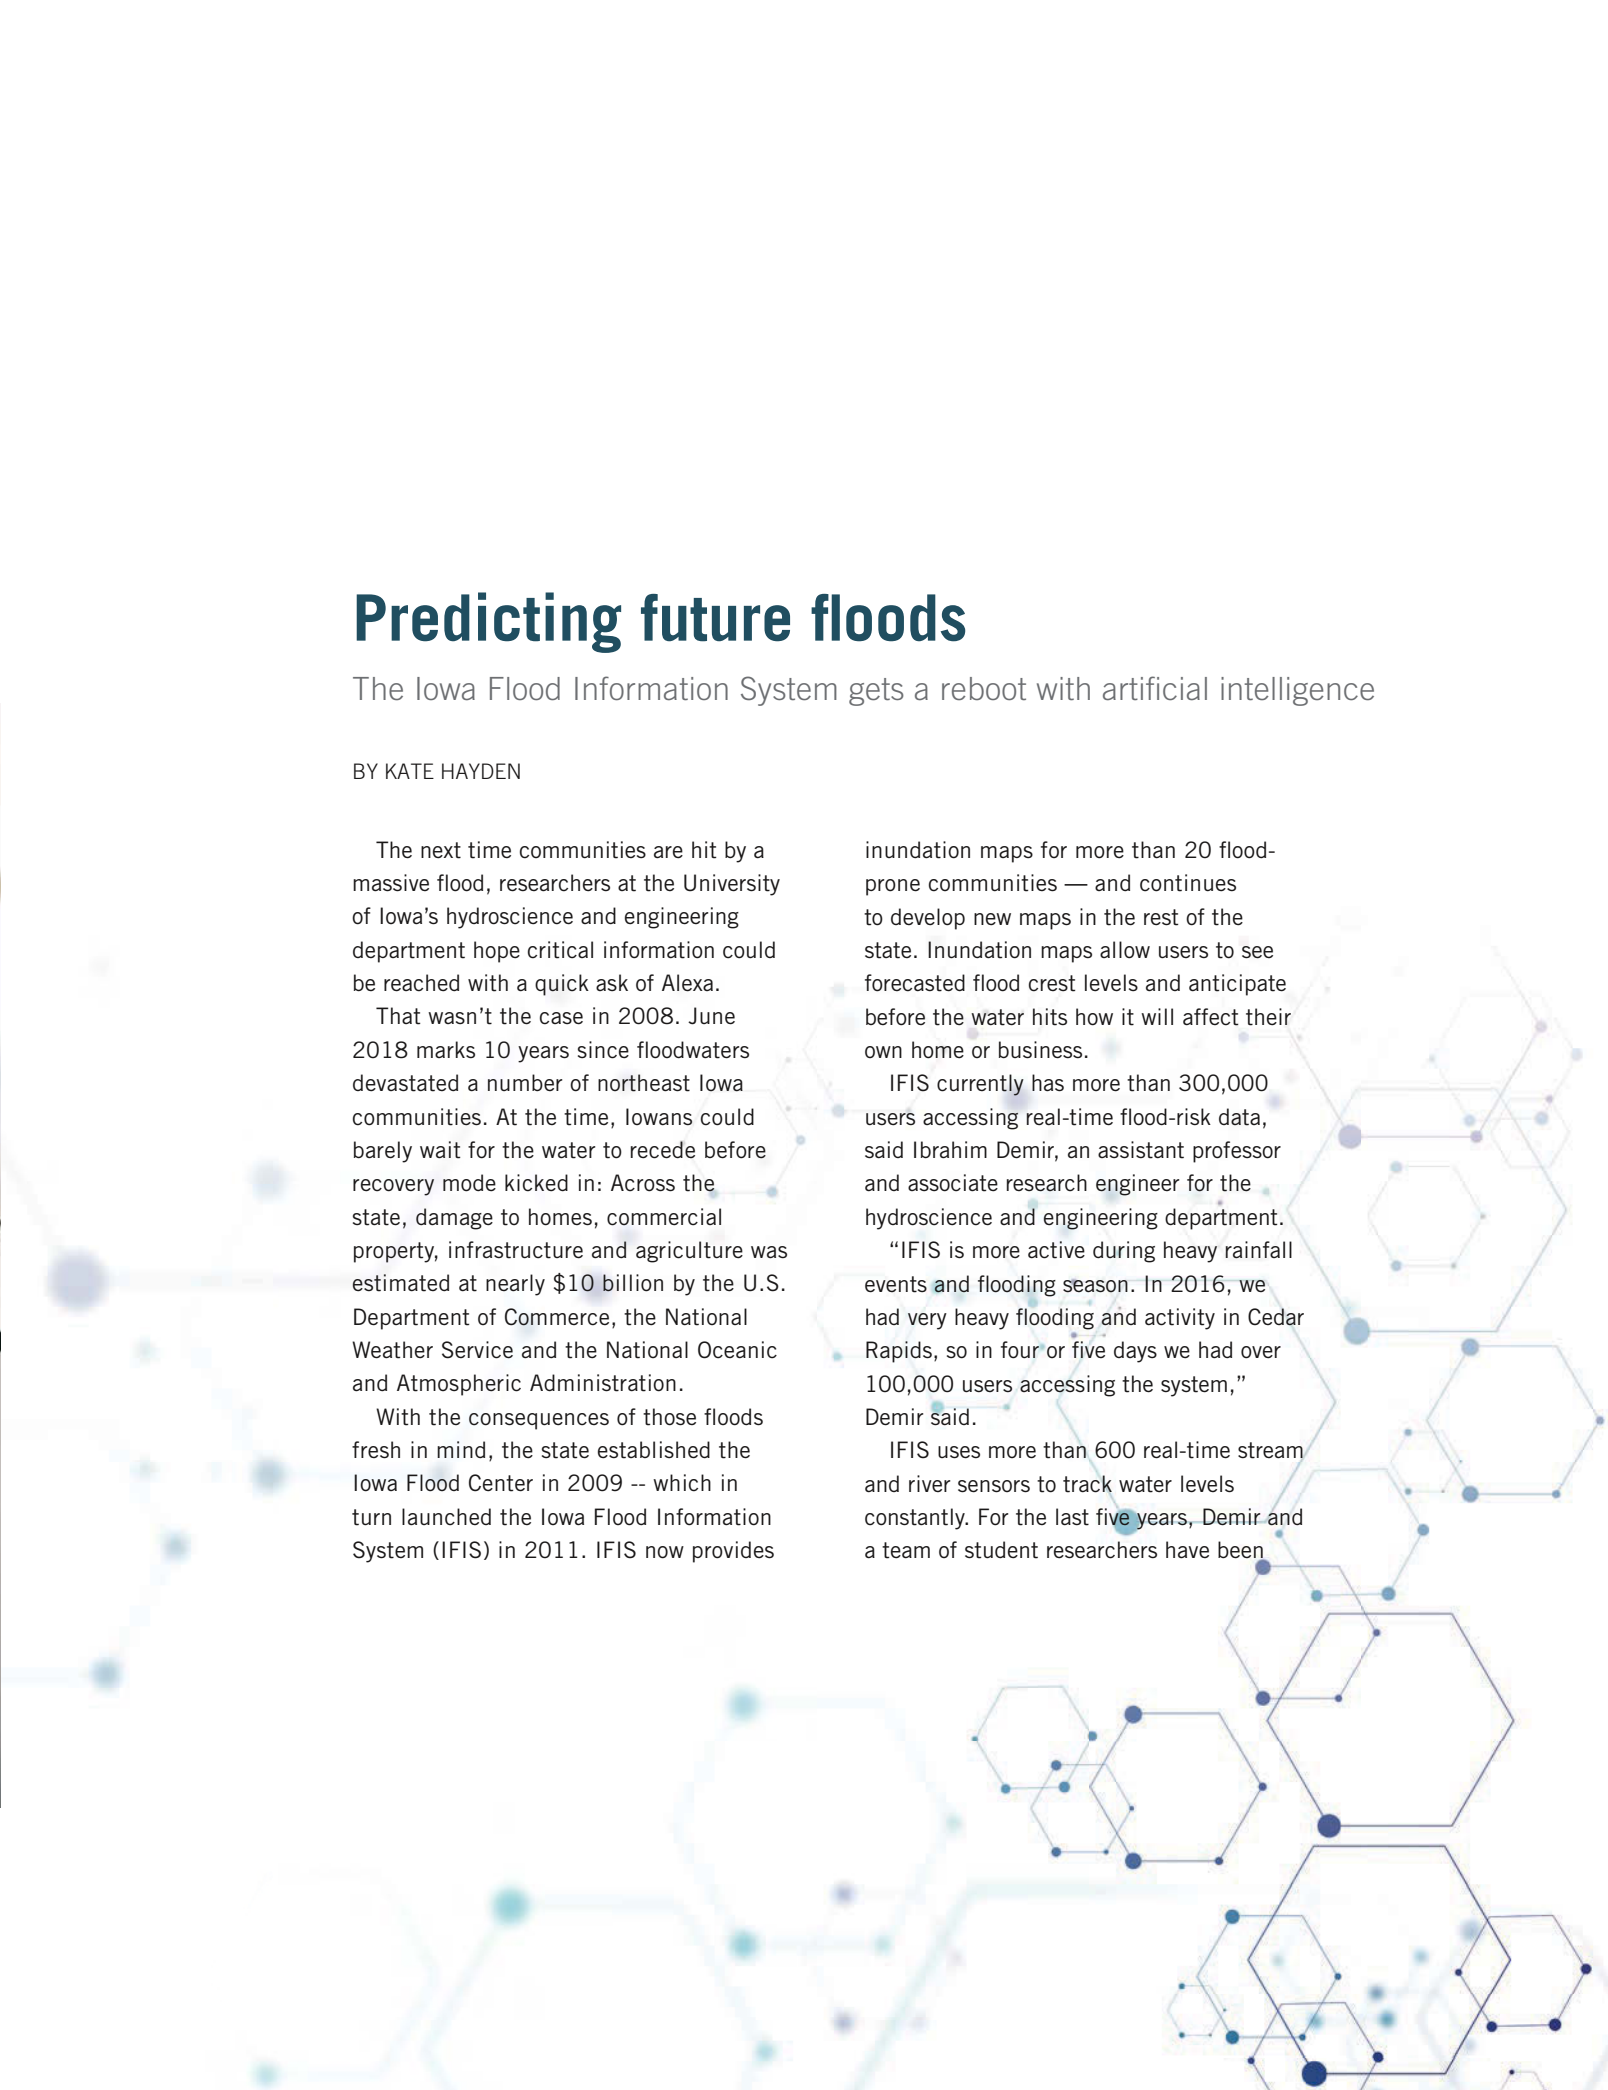 Predicting future floods
The Iowa Flood Information System gets a reboot with artificial intelligence
BY KATE HAYDEN
The next time communities are hit by a
massive flood, researchers at the University
of Iowa's hydroscience and engineering
department hope critical information could
be reached with a quick ask of Alexa.
That wasn't the case in 2008. June
2018 marks 10 years since floodwaters
devastated a number of northeast Iowa
communities. At the time, Iowans could
barely wait for the water to recede before
recovery mode kicked in: Across the
state, damage to homes, commercial
property, infrastructure and agriculture was
estimated at nearly $10 billion by the U.S.
Department of Commerce, the National
Weather Service and the National Oceanic
and Atmospheric Administration.
With the consequences of those floods
fresh in mind, the state established the
Iowa Flood Center in 2009 -- which in
turn launched the Iowa Flood Information
System (IFIS) in 2011. IFIS now provides
inundation maps for more than 20 flood-
prone communities — and continues
to develop new maps in the rest of the
state. Inundation maps allow users to see
forecasted flood crest levels and anticipate
before the water hits how it will affect their
own home or business.
IFIS currently has more than 300,000
users accessing real-time flood-risk data,
said Ibrahim Demir, an assistant professor
and associate research engineer for the
hydroscience and engineering department.
“IFIS is more active during heavy rainfall
events and flooding season. In 2016, we
had very heavy flooding and activity in Cedar
Rapids, so in four or five days we had over
100,000 users accessing the system,”
Demir said.
IFIS uses more than 600 real-time stream
and river sensors to track water levels
constantly. For the last five years, Demir and
a team of student researchers have been